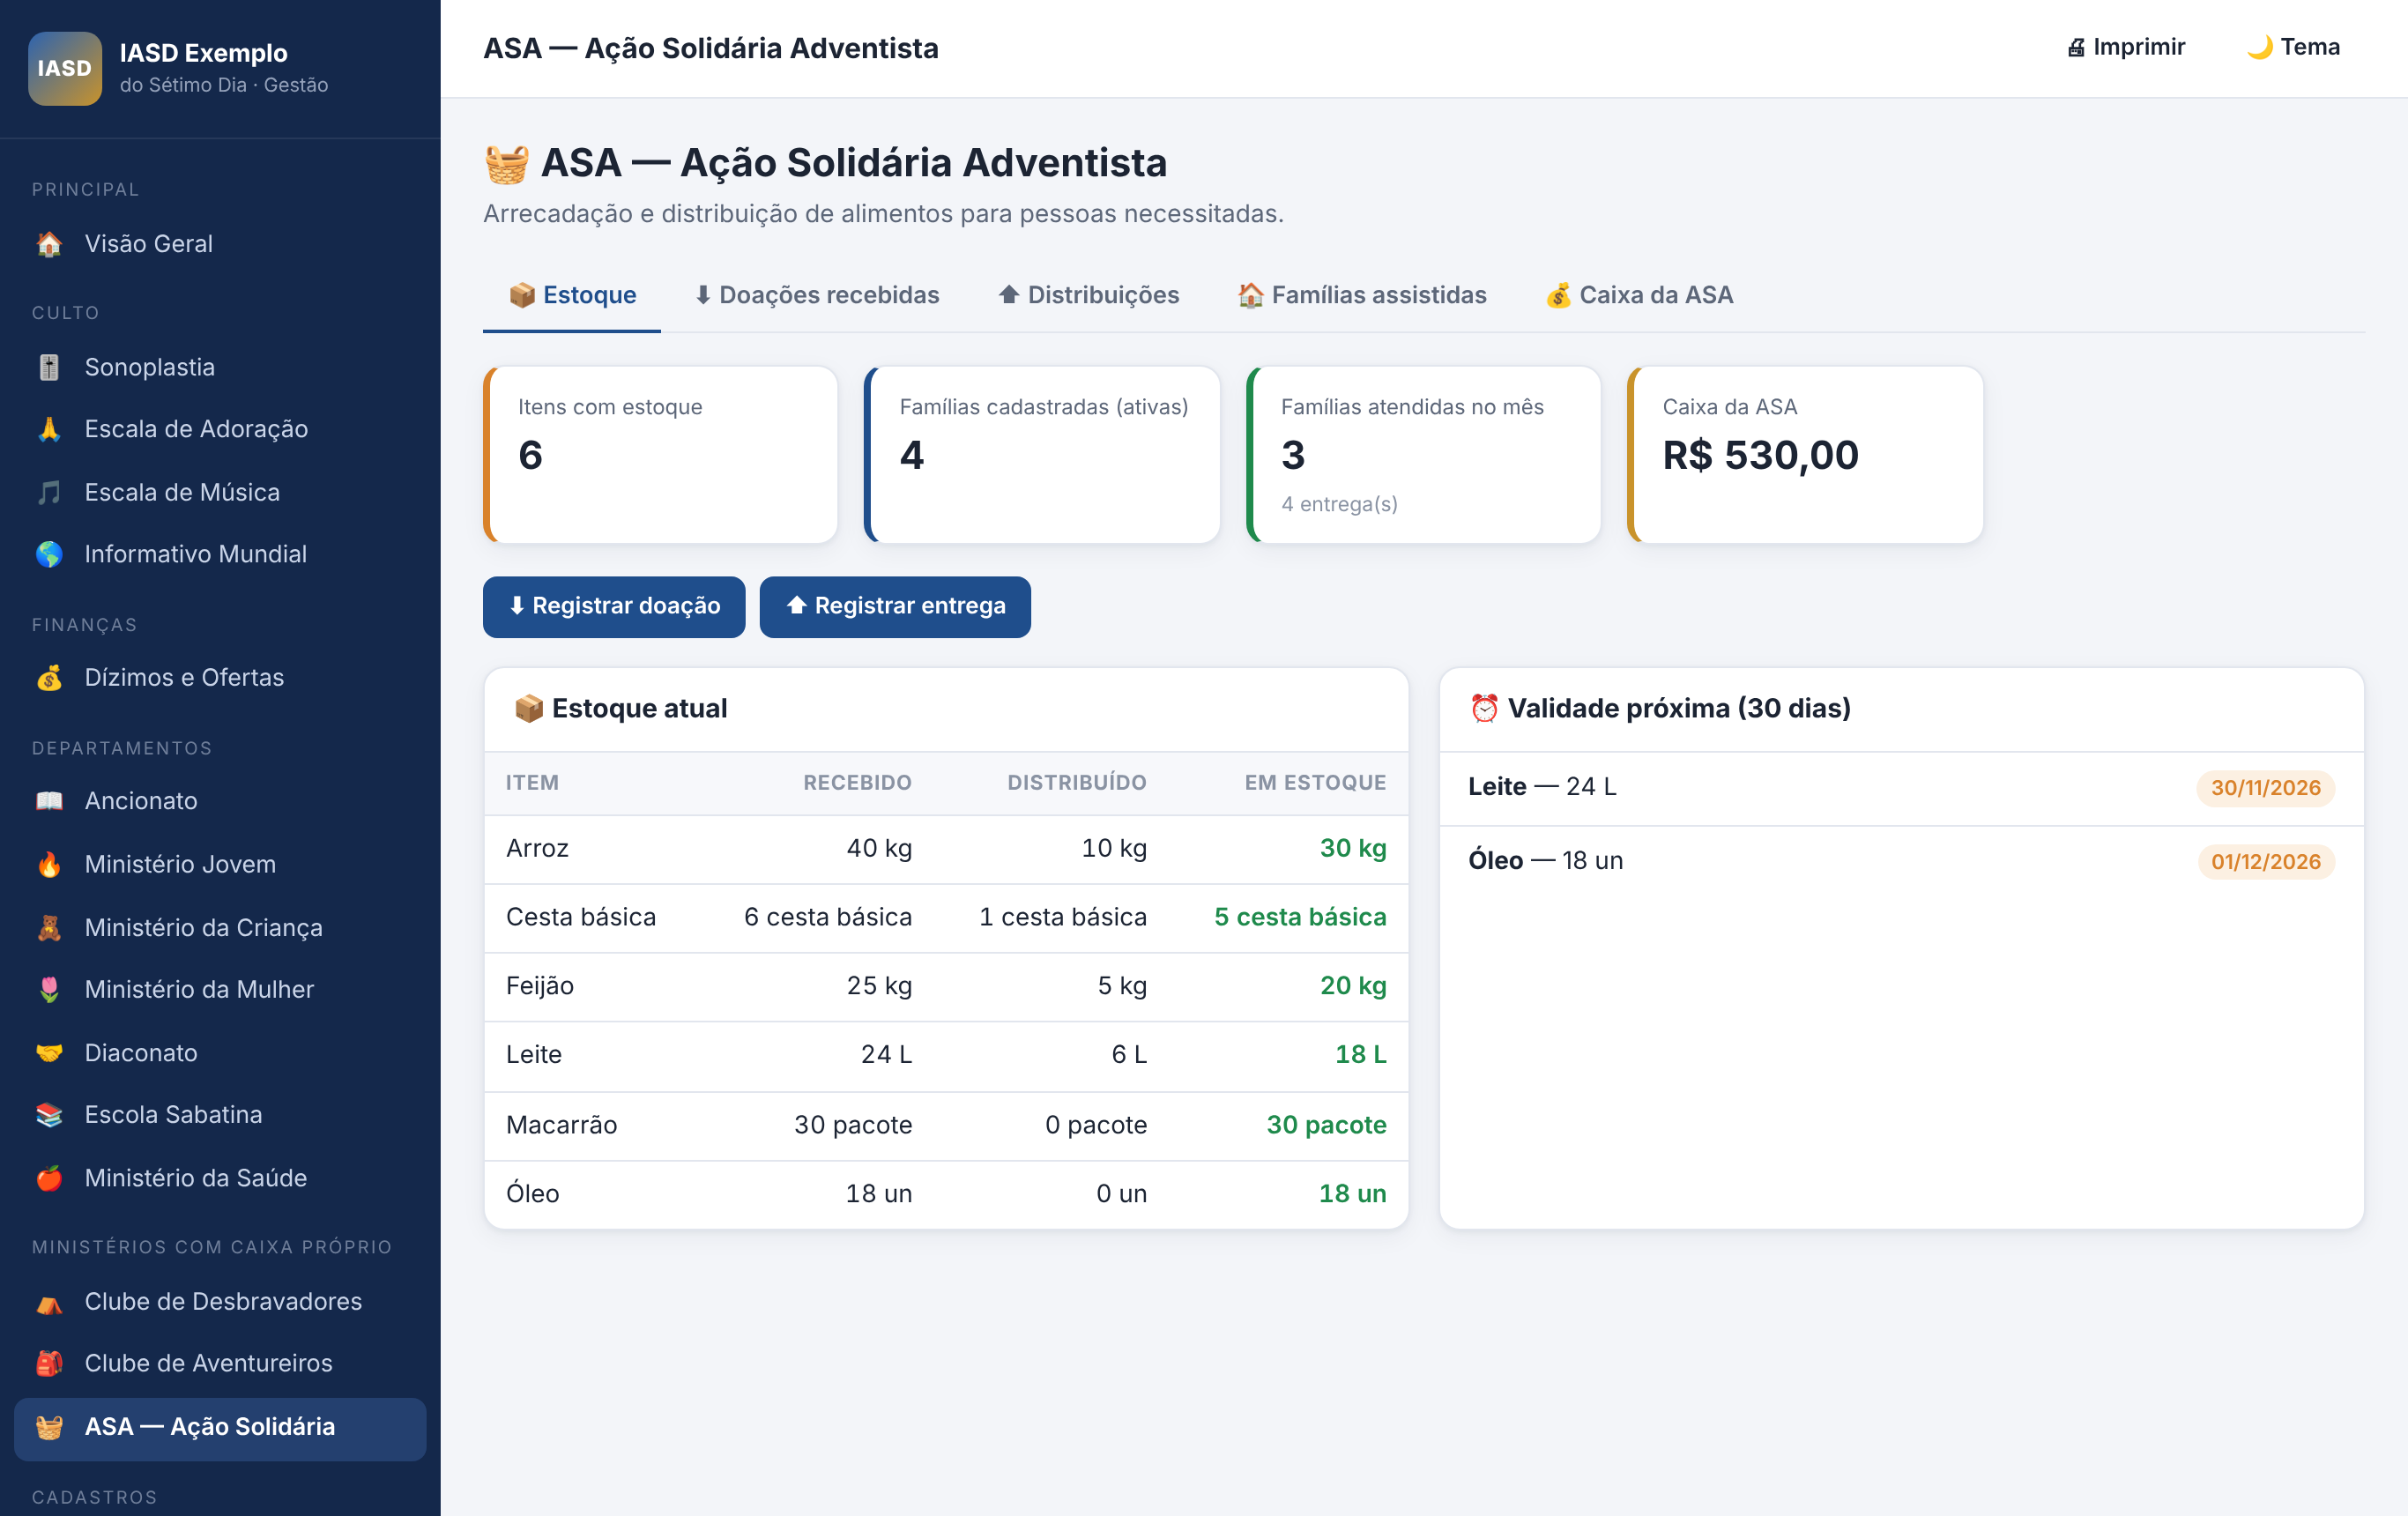 IASD
IASD Exemplo
do Sétimo Dia · Gestão
PRINCIPAL
Visão Geral
CULTO
Sonoplastia
Escala de Adoração
Escala de Música
Informativo Mundial
FINANÇAS
Dízimos e Ofertas
DEPARTAMENTOS
Ancionato
Ministério Jovem
Ministério da Criança
Ministério da Mulher
Diaconato
Escola Sabatina
Ministério da Saúde
MINISTÉRIOS COM CAIXA PRÓPRIO
Clube de Desbravadores
Clube de Aventureiros
ASA — Ação Solidária
CADASTROS
ASA — Ação Solidária Adventista
Imprimir
Tema
ASA — Ação Solidária Adventista
Arrecadação e distribuição de alimentos para pessoas necessitadas.
Estoque
Doações recebidas
Distribuições
Famílias assistidas
Caixa da ASA
Itens com estoque
6
Famílias cadastradas (ativas)
4
Famílias atendidas no mês
3
4 entrega(s)
Caixa da ASA
R$ 530,00
Registrar doação
Registrar entrega
Estoque atual
ITEM RECEBIDO DISTRIBUÍDO EM ESTOQUE
Arroz 40 kg 10 kg 30 kg
Cesta básica 6 cesta básica 1 cesta básica 5 cesta básica
Feijão 25 kg 5 kg 20 kg
Leite 24 L 6 L 18 L
Macarrão 30 pacote 0 pacote 30 pacote
Óleo 18 un 0 un 18 un
Validade próxima (30 dias)
Leite — 24 L 30/11/2026
Óleo — 18 un 01/12/2026